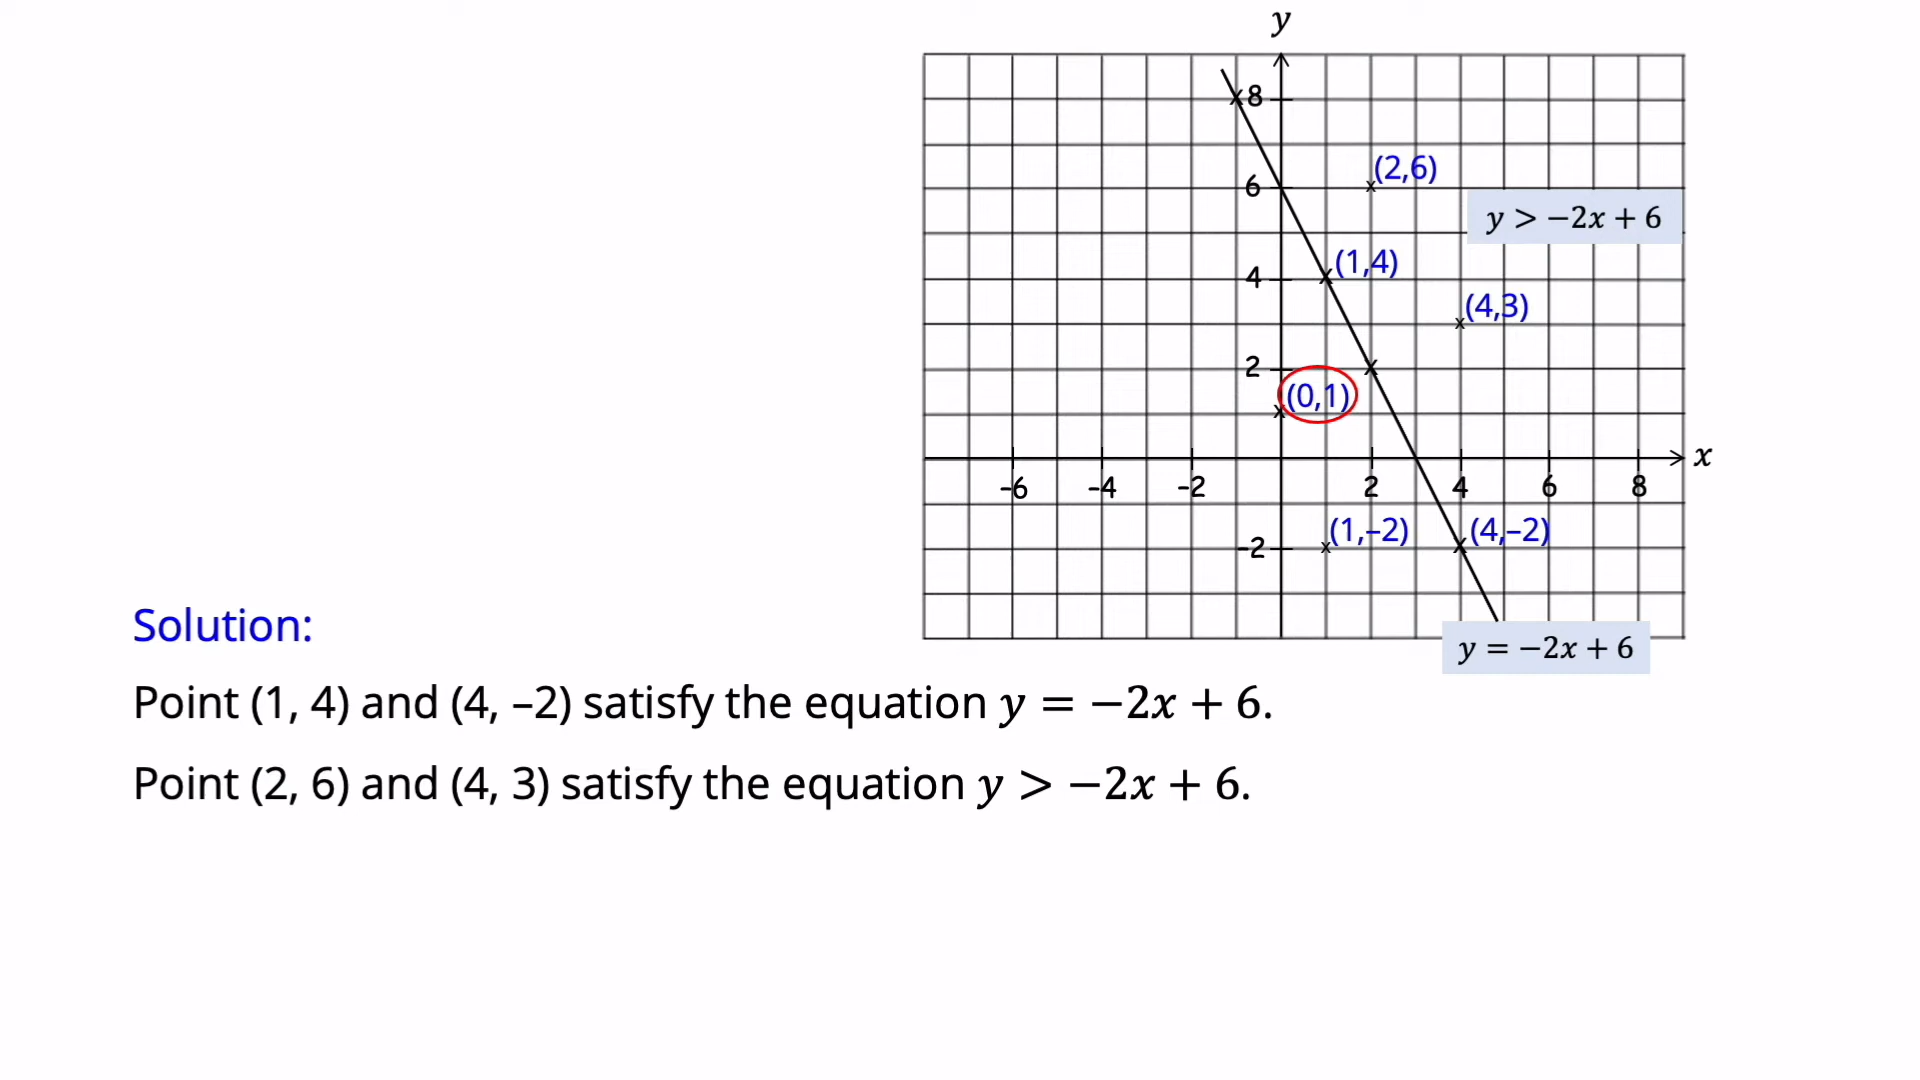 y
8
(2,6)
6
y > −2x + 6
(1,4)
4
(4,3)
2
(0,1)
x
-6 -4 -2 2 4 6 8
(1,–2) (4,–2)
-2
Solution:
y = −2x + 6
Point (1, 4) and (4, –2) satisfy the equation y = −2x + 6.
Point (2, 6) and (4, 3) satisfy the equation y > −2x + 6.